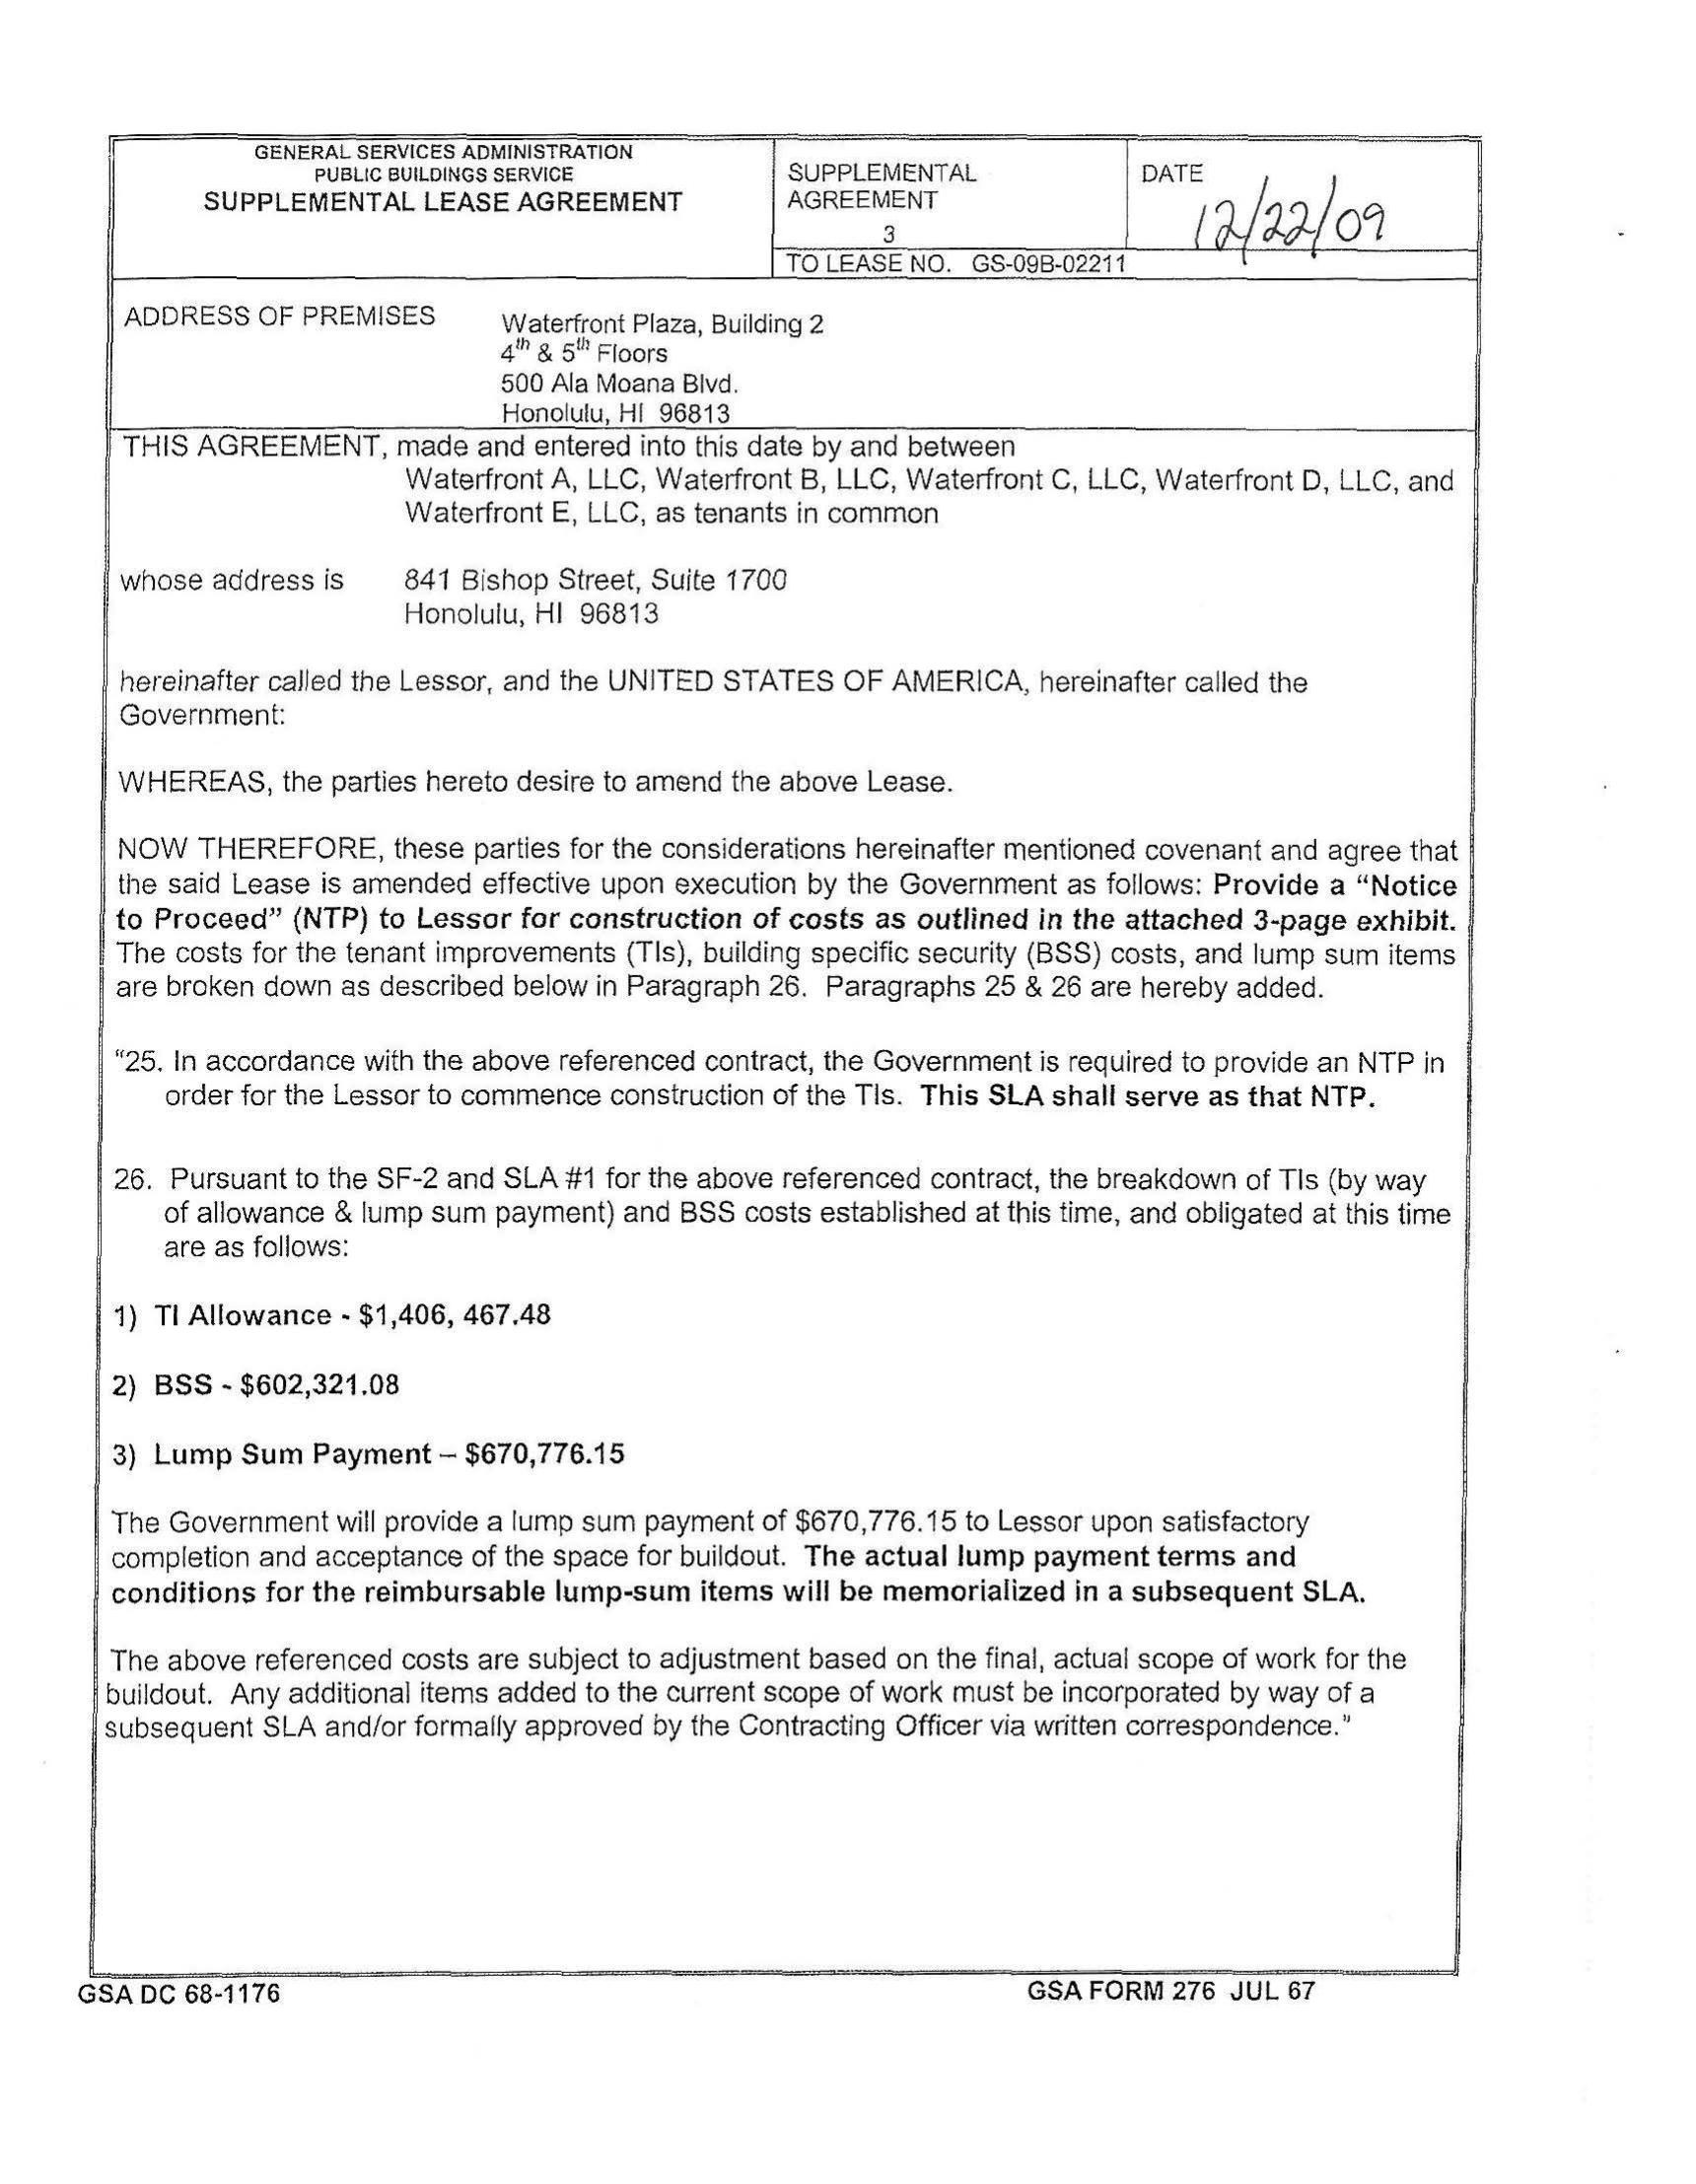 GENERAL SERVICES ADMINISTRATION
PUBLIC BUILDINGS SERVICE
SUPPLEMENTAL LEASE AGREEMENT
SUPPLEMENTAL
AGREEMENT
3
TO LEASE NO. GS-09B-02211
DATE
12/22/09
ADDRESS OF PREMISES
Waterfront Plaza, Building 2
4th & 5th Floors
500 Ala Moana Blvd.
Honolulu, HI 96813
THIS AGREEMENT, made and entered into this date by and between
Waterfront A, LLC, Waterfront B, LLC, Waterfront C, LLC, Waterfront D, LLC, and
Waterfront E, LLC, as tenants in common
whose address is 841 Bishop Street, Suite 1700
Honolulu, HI 96813
hereinafter called the Lessor, and the UNITED STATES OF AMERICA, hereinafter called the
Government:
WHEREAS, the parties hereto desire to amend the above Lease.
NOW THEREFORE, these parties for the considerations hereinafter mentioned covenant and agree that
the said Lease is amended effective upon execution by the Government as follows: Provide a “Notice
to Proceed” (NTP) to Lessor for construction of costs as outlined in the attached 3-page exhibit.
The costs for the tenant improvements (TIs), building specific security (BSS) costs, and lump sum items
are broken down as described below in Paragraph 26. Paragraphs 25 & 26 are hereby added.
“25. In accordance with the above referenced contract, the Government is required to provide an NTP in
order for the Lessor to commence construction of the TIs. This SLA shall serve as that NTP.
26. Pursuant to the SF-2 and SLA #1 for the above referenced contract, the breakdown of TIs (by way
of allowance & lump sum payment) and BSS costs established at this time, and obligated at this time
are as follows:
1) TI Allowance - $1,406, 467.48
2) BSS - $602,321.08
3) Lump Sum Payment – $670,776.15
The Government will provide a lump sum payment of $670,776.15 to Lessor upon satisfactory
completion and acceptance of the space for buildout. The actual lump payment terms and
conditions for the reimbursable lump-sum items will be memorialized in a subsequent SLA.
The above referenced costs are subject to adjustment based on the final, actual scope of work for the
buildout. Any additional items added to the current scope of work must be incorporated by way of a
subsequent SLA and/or formally approved by the Contracting Officer via written correspondence.”
GSA DC 68-1176
GSA FORM 276 JUL 67